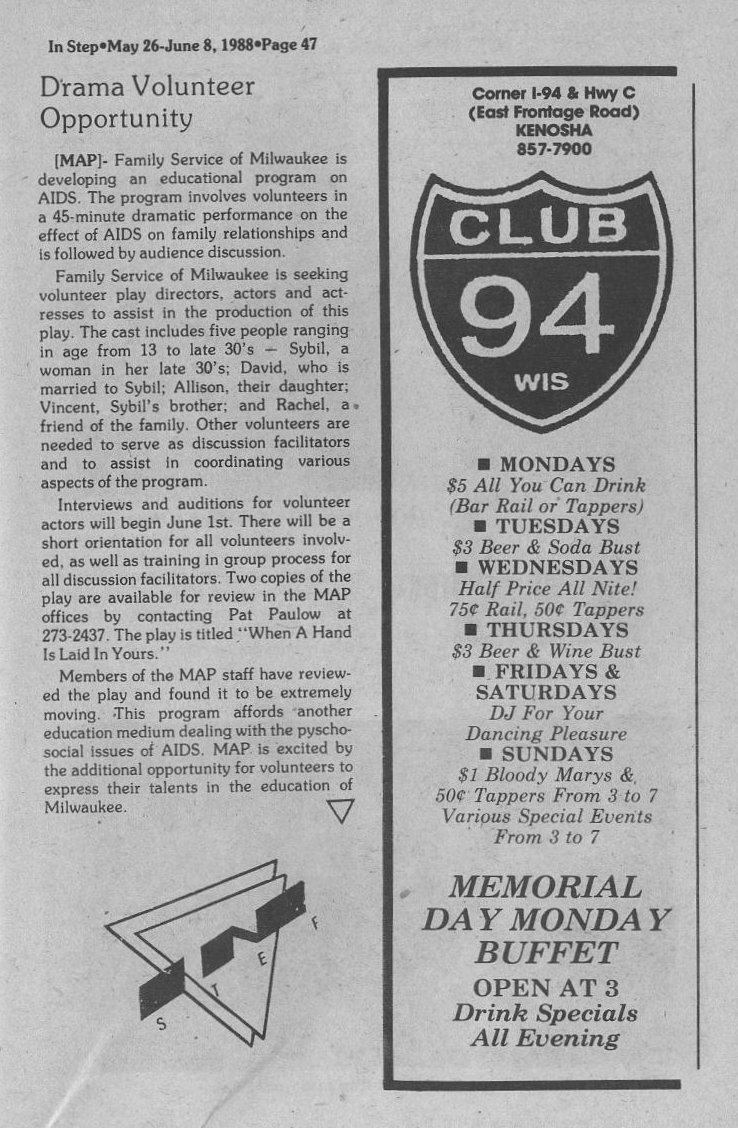 In Step•May 26-June 8, 1988•Page 47
Drama Volunteer
Opportunity
[MAP]- Family Service of Milwaukee is
developing an educational program on
AIDS. The program involves volunteers in
a 45-minute dramatic performance on the
effect of AIDS on family relationships and
is followed by audience discussion.
Family Service of Milwaukee is seeking
volunteer play directors, actors and act-
resses to assist in the production of this
play. The cast includes five people ranging
in age from 13 to late 30's — Sybil, a
woman in her late 30's; David, who is
married to Sybil; Allison, their daughter;
Vincent, Sybil's brother; and Rachel, a
friend of the family. Other volunteers are
needed to serve as discussion facilitators
and to assist in coordinating various
aspects of the program.
Interviews and auditions for volunteer
actors will begin June 1st. There will be a
short orientation for all volunteers involv-
ed, as well as training in group process for
all discussion facilitators. Two copies of the
play are available for review in the MAP
offices by contacting Pat Paulow at
273-2437. The play is titled "When A Hand
Is Laid In Yours."
Members of the MAP staff have review-
ed the play and found it to be extremely
moving. This program affords another
education medium dealing with the pyscho-
social issues of AIDS. MAP is excited by
the additional opportunity for volunteers to
express their talents in the education of
Milwaukee.
S T E F
Corner I-94 & Hwy C
(East Frontage Road)
KENOSHA
857-7900
CLUB
94
WIS
■ MONDAYS
$5 All You Can Drink
(Bar Rail or Tappers)
■ TUESDAYS
$3 Beer & Soda Bust
■ WEDNESDAYS
Half Price All Nite!
75¢ Rail, 50¢ Tappers
■ THURSDAYS
$3 Beer & Wine Bust
■ FRIDAYS &
SATURDAYS
DJ For Your
Dancing Pleasure
■ SUNDAYS
$1 Bloody Marys &
50¢ Tappers From 3 to 7
Various Special Events
From 3 to 7
MEMORIAL
DAY MONDAY
BUFFET
OPEN AT 3
Drink Specials
All Evening